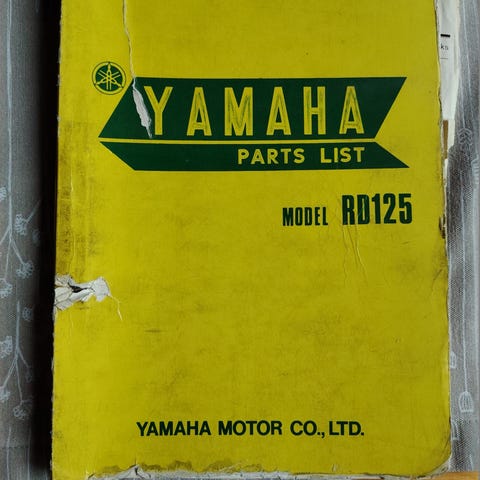 YAMAHA
PARTS LIST
MODEL RD125
YAMAHA MOTOR CO., LTD.